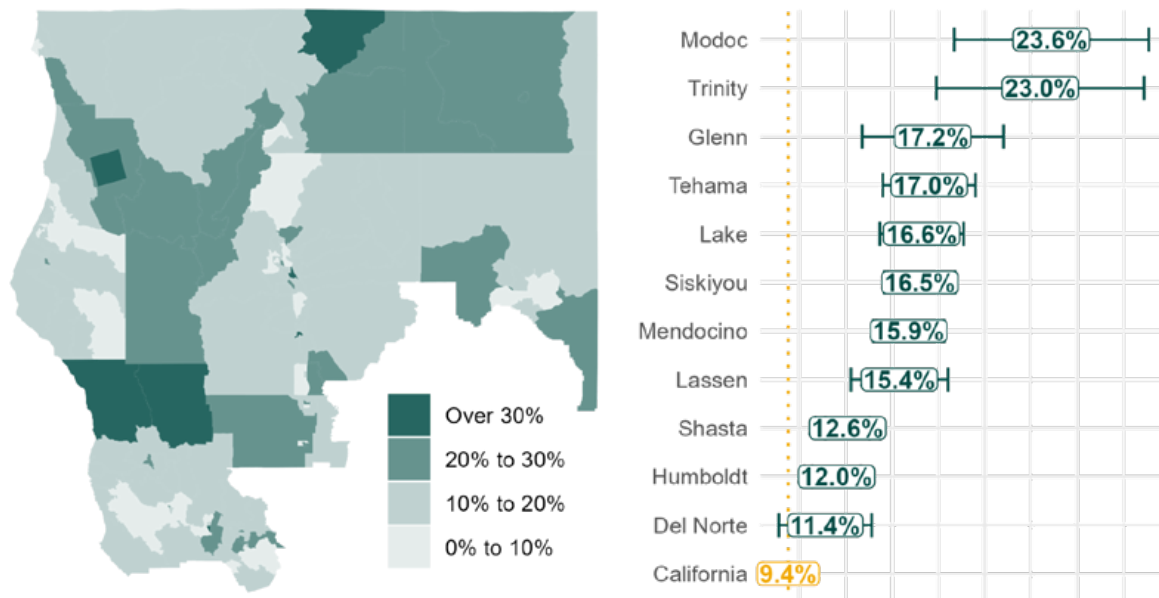 Over 30%
20% to 30%
10% to 20%
0% to 10%
Modoc 23.6%
Trinity 23.0%
Glenn 17.2%
Tehama 17.0%
Lake 16.6%
Siskiyou 16.5%
Mendocino 15.9%
Lassen 15.4%
Shasta 12.6%
Humboldt 12.0%
Del Norte 11.4%
California 9.4%